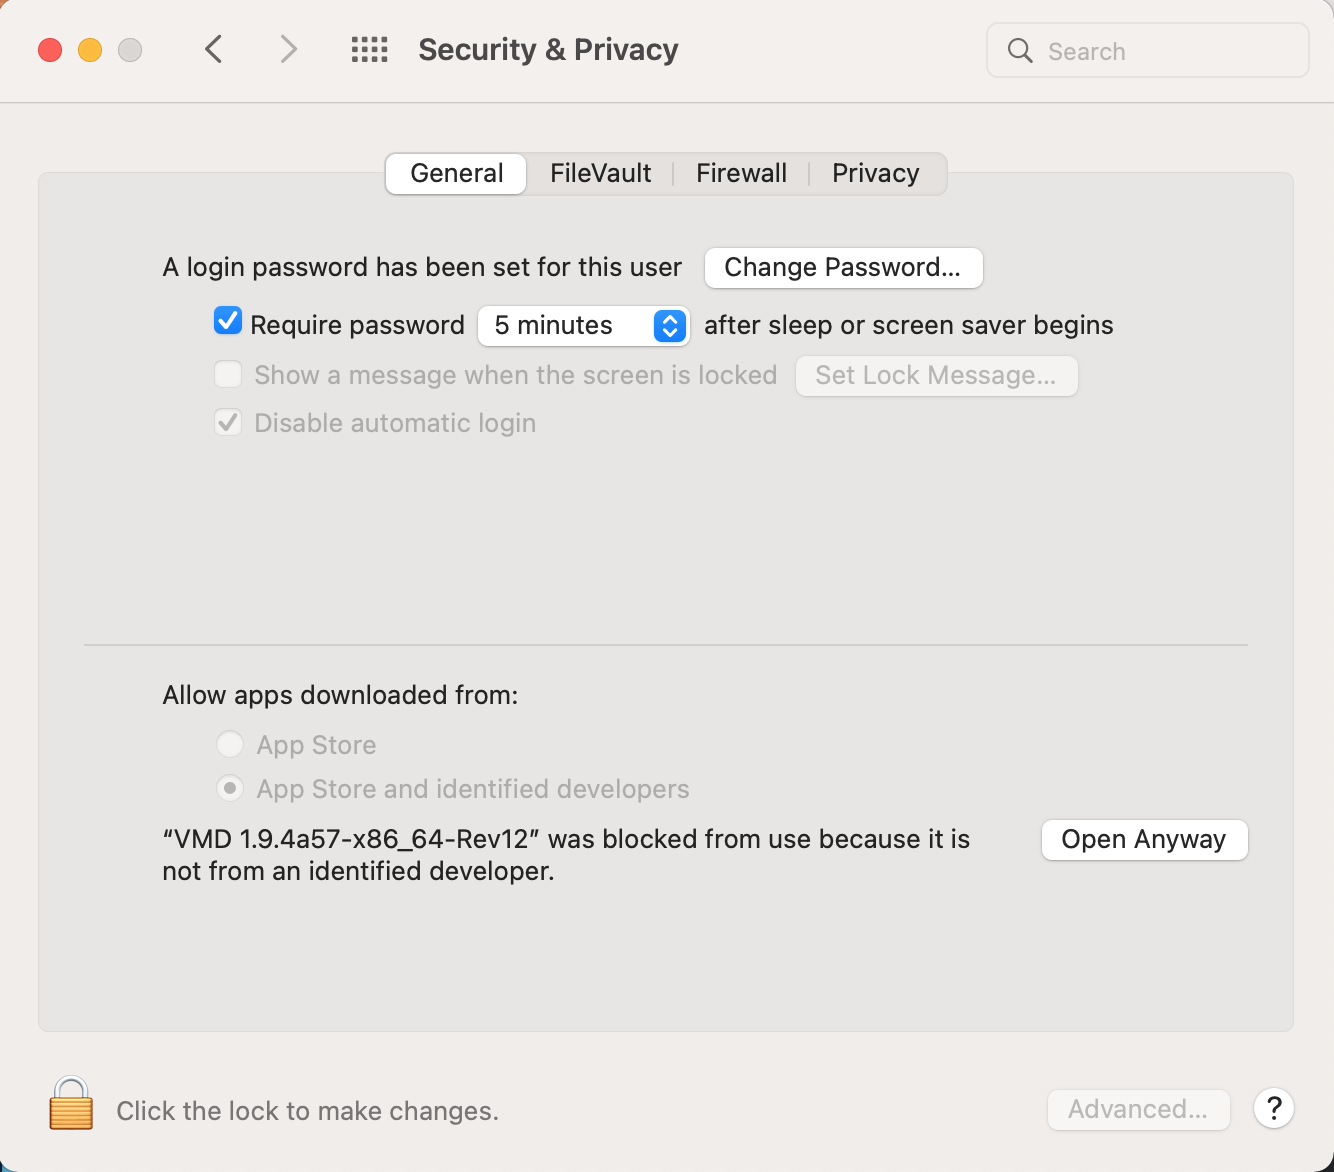 Security & Privacy
Search
General FileVault Firewall Privacy
A login password has been set for this user Change Password...
Require password 5 minutes after sleep or screen saver begins
Show a message when the screen is locked Set Lock Message...
Disable automatic login
Allow apps downloaded from:
App Store
App Store and identified developers
“VMD 1.9.4a57-x86_64-Rev12” was blocked from use because it is
not from an identified developer.
Open Anyway
Click the lock to make changes.
Advanced...
?